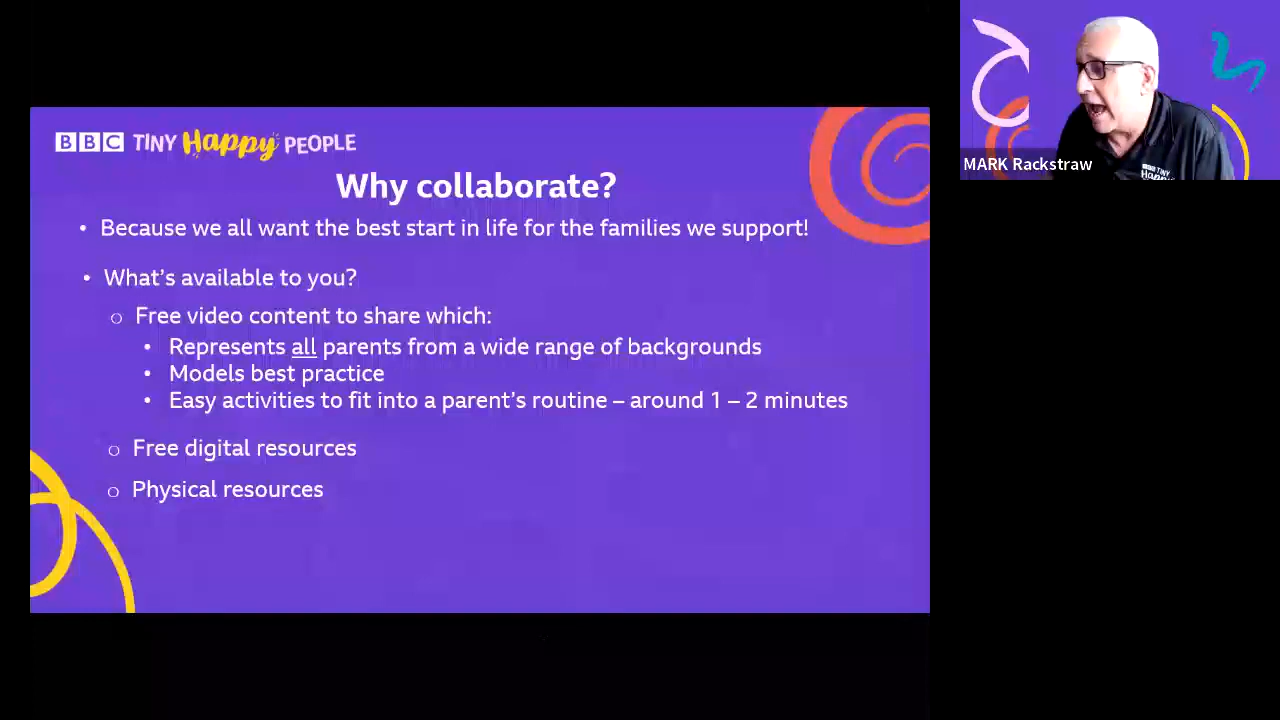 BBC TINY Happy PEOPLE
Why collaborate?
• Because we all want the best start in life for the families we support!
• What's available to you?
o Free video content to share which:
• Represents all parents from a wide range of backgrounds
• Models best practice
• Easy activities to fit into a parent's routine – around 1 – 2 minutes
o Free digital resources
o Physical resources
MARK Rackstraw
TINY
Happy